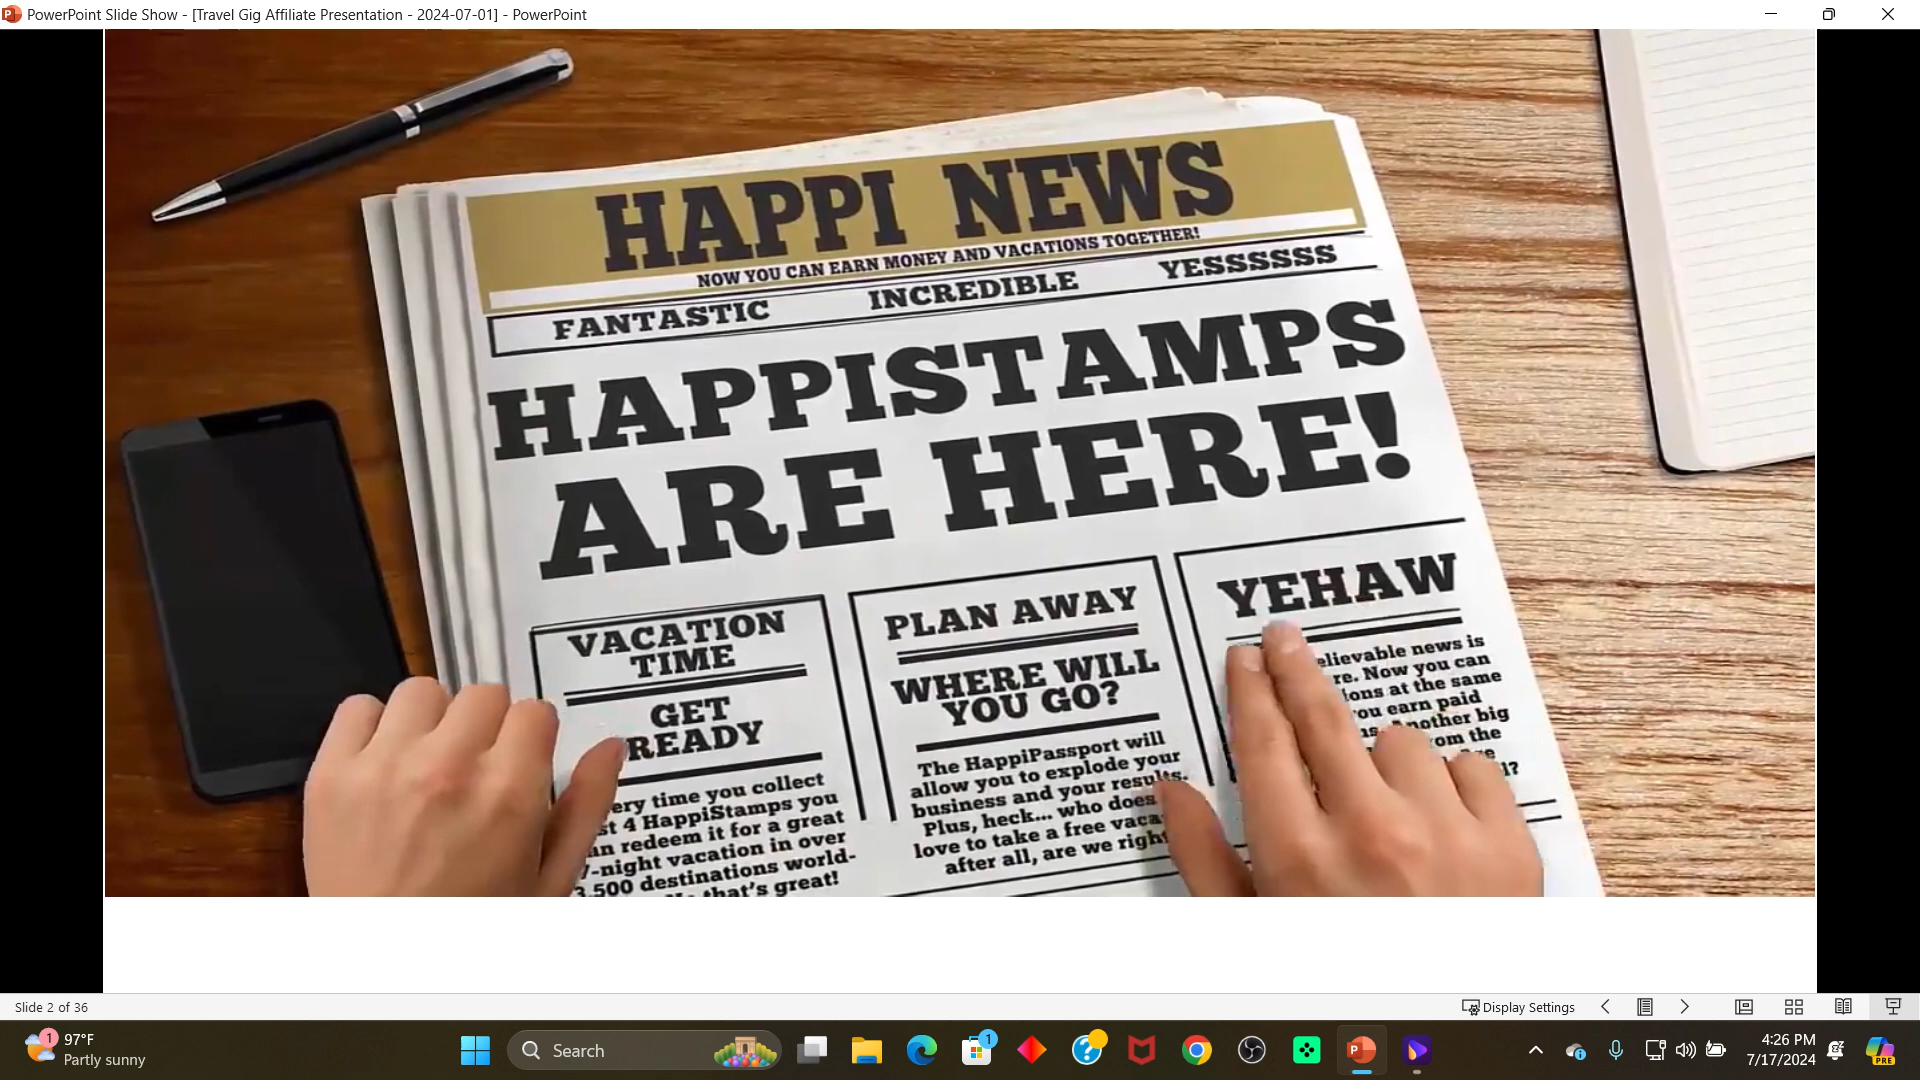 PowerPoint Slide Show - [Travel Gig Affiliate Presentation - 2024-07-01] - PowerPoint
HAPPI NEWS
NOW YOU CAN EARN MONEY AND VACATIONS TOGETHER!
FANTASTIC INCREDIBLE YESSSSSS
HAPPISTAMPS
ARE HERE!
VACATION
TIME
GET
READY
time you collect
4 HappiStamps you
redeem it for a great
7-night vacation in over
3,500 destinations world-
that's great!
PLAN AWAY
WHERE WILL
YOU GO?
The HappiPassport will
allow you to explode your
business and your results.
Plus, heck... who does
love to take a free
after all, are we
YEHAW
news is
Now you can
at the same
earn paid
big
the
Slide 2 of 36
Display Settings
1
97°F
Partly sunny
Search
1
4:26 PM
7/17/2024
PRE